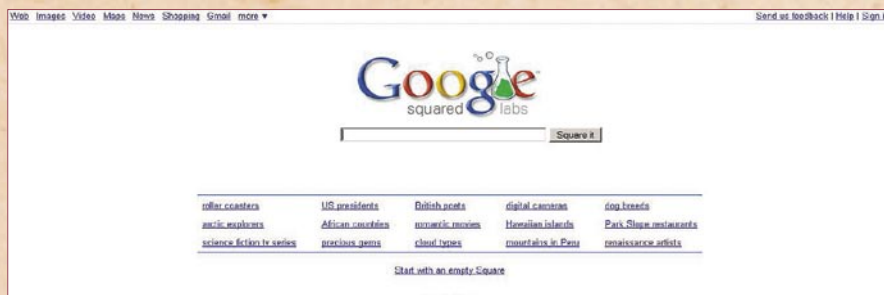 Web Images Video Maps News Shopping Gmail more ▼ Send us feedback | Help | Sign
Google
squared labs
Square it
roller coasters US presidents British poets digital cameras dog breeds
arctic explorers African countries romantic movies Hawaiian islands Park Slope restaurants
science fiction tv series precious gems cloud types mountains in Peru renaissance artists
Start with an empty Square